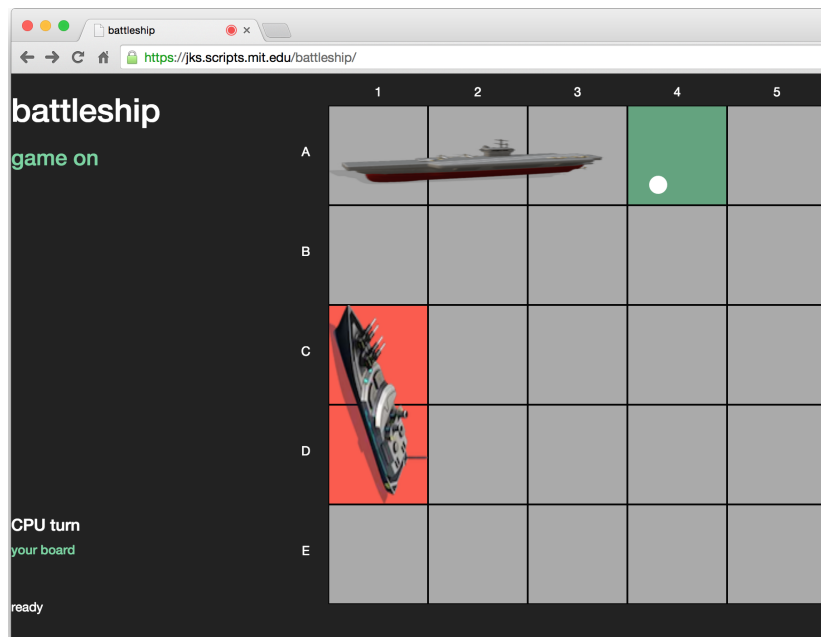 battleship
https://jks.scripts.mit.edu/battleship/
battleship
game on
1 2 3 4 5
A
B
C
D
E
CPU turn
your board
ready